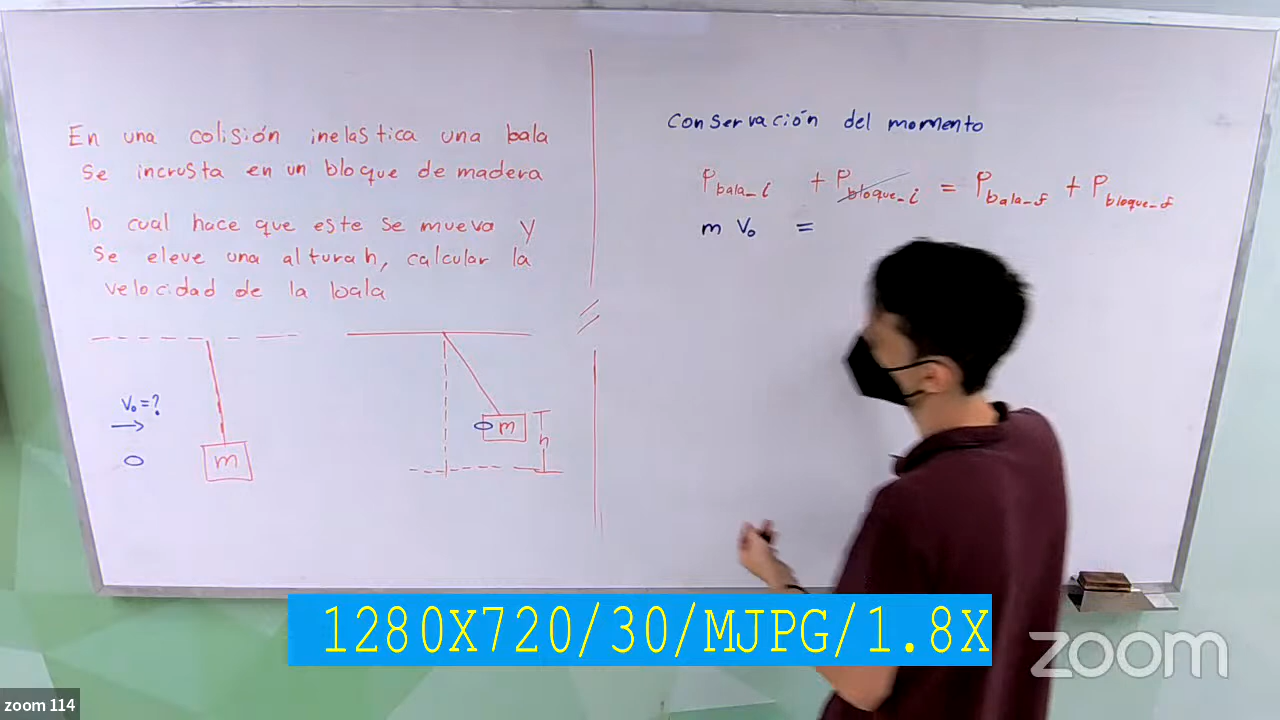 En una colisión inelastica una bala
se incrusta en un bloque de madera
lo cual hace que este se mueva y
se eleve una altura h, calcular la
velocidad de la bala
V₀=?
m
m
h
conservación del momento
P bala_i + P bloque_i = P bala_f + P bloque_f
m V₀ =
1280X720/30/MJPG/1.8X
zoom
zoom 114